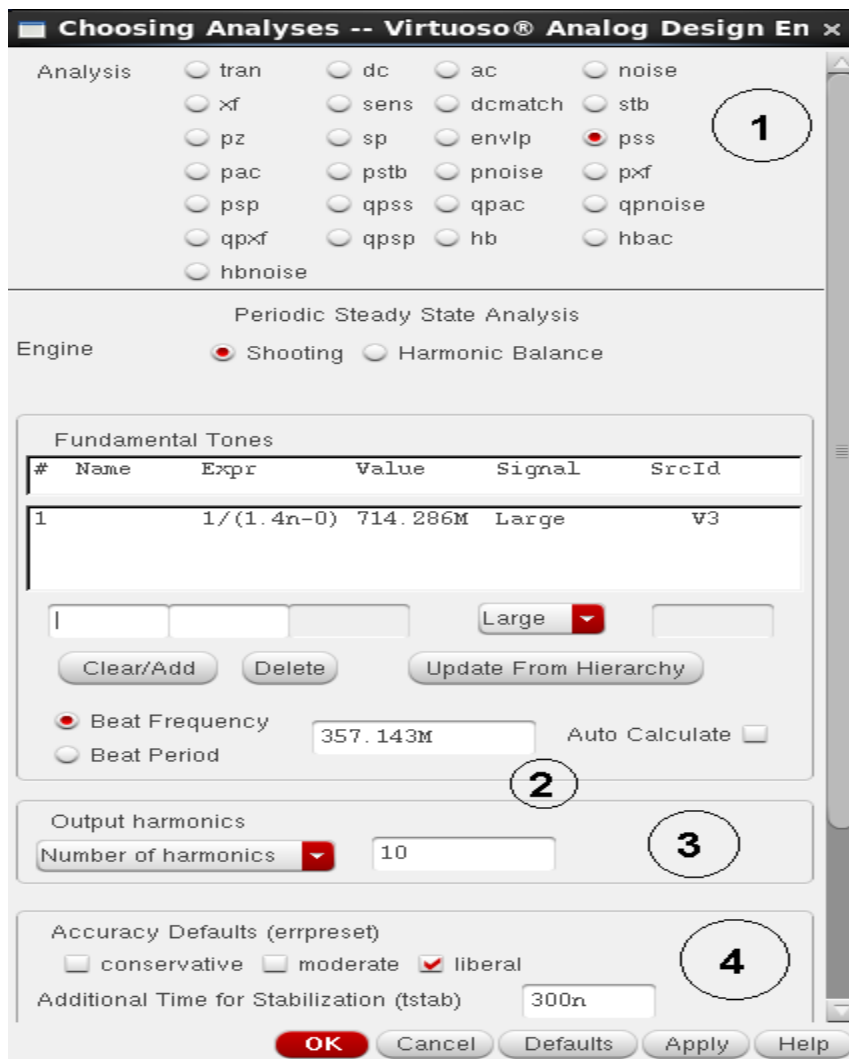 Choosing Analyses -- Virtuoso® Analog Design En ×
Analysis tran dc ac noise
xf sens dcmatch stb
pz sp envlp pss
1
pac pstb pnoise pxf
psp qpss qpac qpnoise
qpxf qpsp hb hbac
hbnoise
Periodic Steady State Analysis
Engine Shooting Harmonic Balance
Fundamental Tones
# Name Expr Value Signal SrcId
1 1/(1.4n-0) 714.286M Large V3
Large
Clear/Add Delete Update From Hierarchy
Beat Frequency 357.143M Auto Calculate
Beat Period
2
Output harmonics
Number of harmonics 10
3
Accuracy Defaults (errpreset)
conservative moderate liberal
4
Additional Time for Stabilization (tstab) 300n
OK Cancel Defaults Apply Help